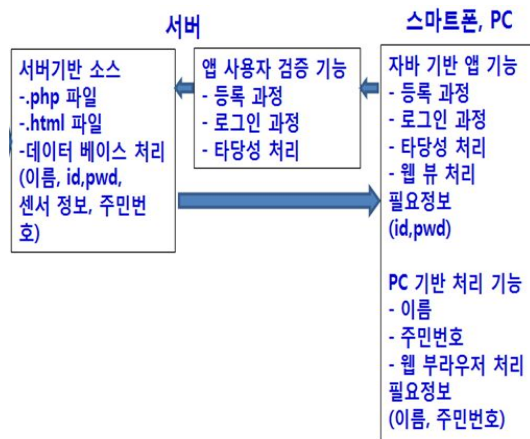 서버
스마트폰, PC
서버기반 소스
-.php 파일
-.html 파일
-데이터 베이스 처리
(이름, id,pwd,
센서 정보, 주민번
호)
앱 사용자 검증 기능
- 등록 과정
- 로그인 과정
- 타당성 처리
자바 기반 앱 기능
- 등록 과정
- 로그인 과정
- 타당성 처리
- 웹 뷰 처리
필요정보
(id,pwd)
PC 기반 처리 기능
- 이름
- 주민번호
- 웹 부라우저 처리
필요정보
(이름, 주민번호)